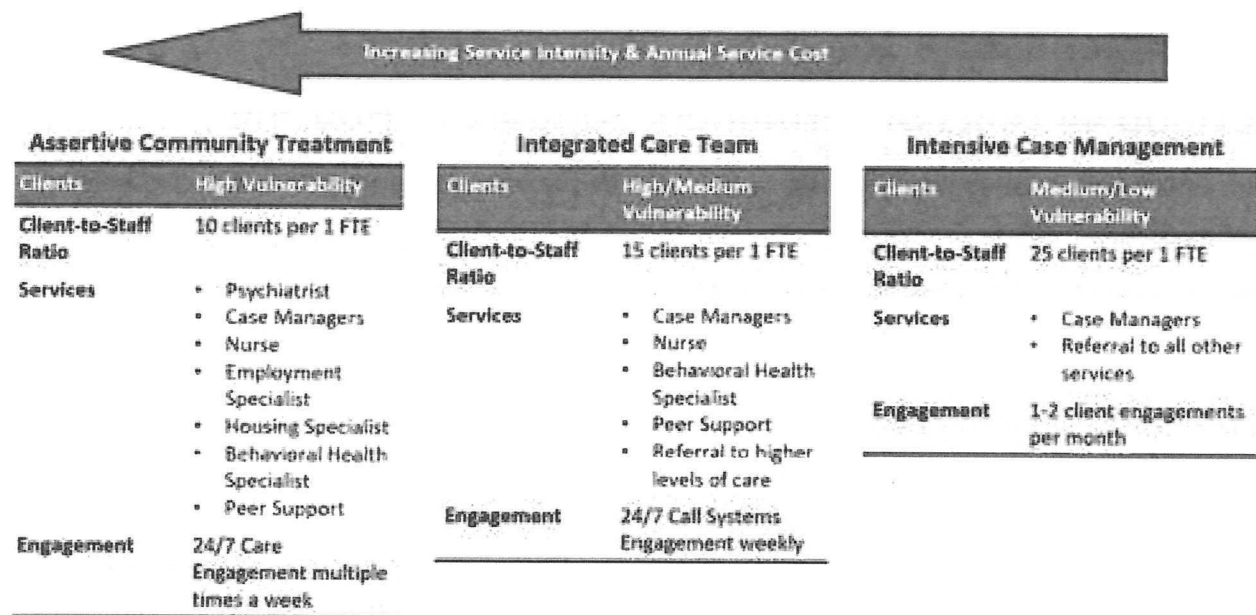 Increasing Service Intensity & Annual Service Cost
Assertive Community Treatment
Clients High Vulnerability
Client-to-Staff 10 clients per 1 FTE
Ratio
Services • Psychiatrist
• Case Managers
• Nurse
• Employment
Specialist
• Housing Specialist
• Behavioral Health
Specialist
• Peer Support
Engagement 24/7 Care
Engagement multiple
times a week
Integrated Care Team
Clients High/Medium
Vulnerability
Client-to-Staff 15 clients per 1 FTE
Ratio
Services • Case Managers
• Nurse
• Behavioral Health
Specialist
• Peer Support
• Referral to higher
levels of care
Engagement 24/7 Call Systems
Engagement weekly
Intensive Case Management
Clients Medium/Low
Vulnerability
Client-to-Staff 25 clients per 1 FTE
Ratio
Services • Case Managers
• Referral to all other
services
Engagement 1-2 client engagements
per month